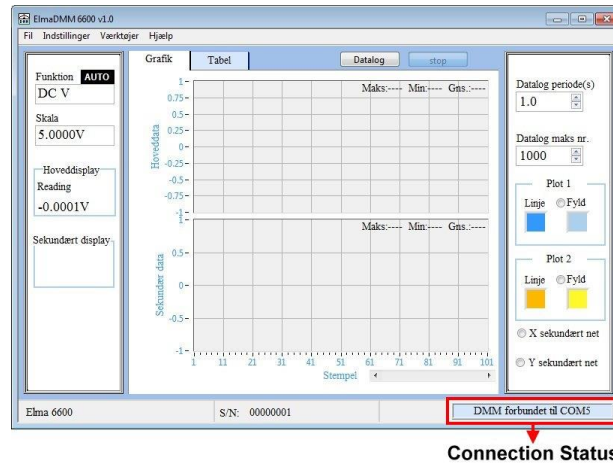 ElmaDMM 6600 v1.0
Fil Indstillinger Værktøjer Hjælp
Funktion AUTO
DC V
Skala
5.0000V
Hoveddisplay
Reading
-0.0001V
Sekundært display
Grafik Tabel Datalog stop
Maks:---- Min:---- Gns.:----
1
0.75
0.5
0.25
0
-0.25
-0.5
-0.75
-1
Hoveddata
Maks:---- Min:---- Gns.:----
1
0.5
0
-0.5
-1
Sekundær data
1 11 21 31 41 51 61 71 81 91 101
Stempel
Datalog periode(s)
1.0
Datalog maks nr.
1000
Plot 1
Linje Fyld
Plot 2
Linje Fyld
X sekundært net
Y sekundært net
Elma 6600 S/N: 00000001 DMM forbundet til COM5
Connection Status